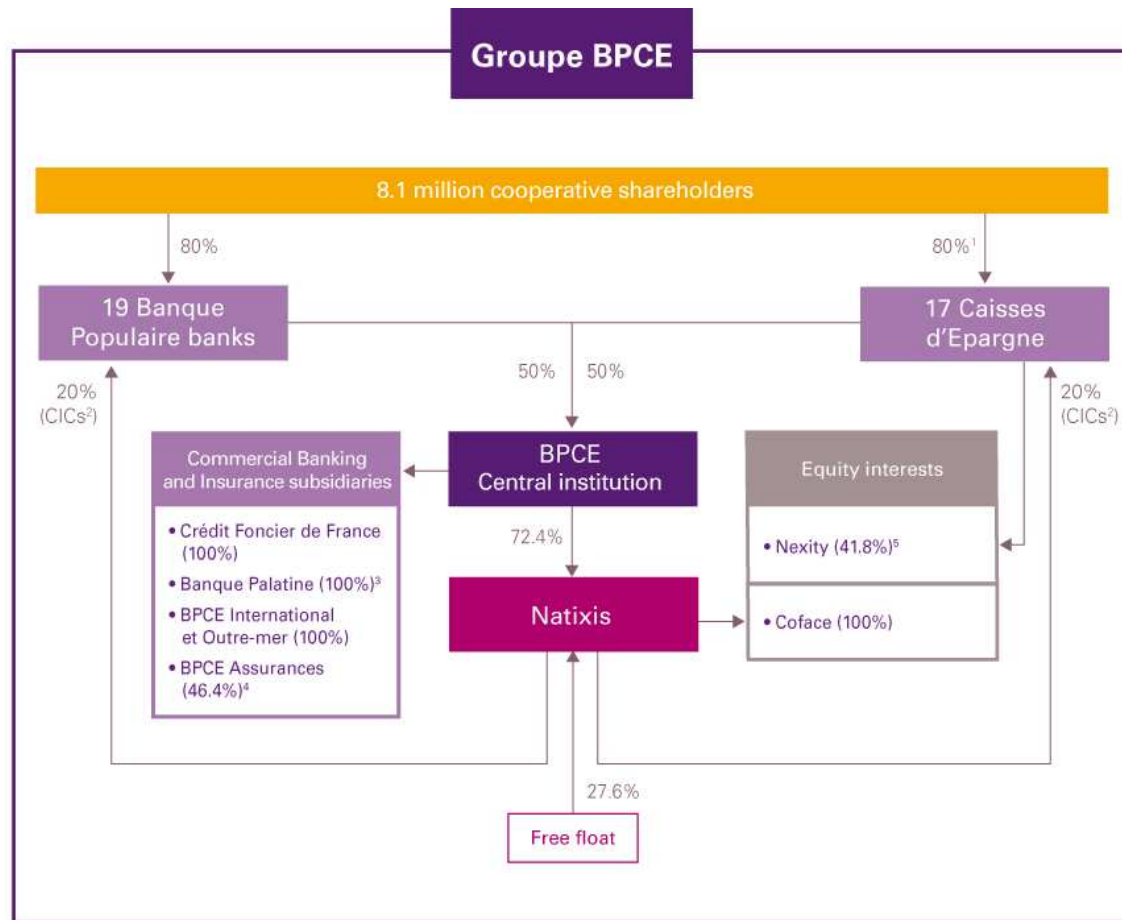 Groupe BPCE
8.1 million cooperative shareholders
80%
80%¹
19 Banque
Populaire banks
17 Caisses
d'Epargne
50%
50%
20%
(CICs²)
20%
(CICs²)
Commercial Banking
and Insurance subsidiaries
• Crédit Foncier de France
(100%)
• Banque Palatine (100%)³
• BPCE International
et Outre-mer (100%)
• BPCE Assurances
(46.4%)⁴
BPCE
Central institution
72.4%
Natixis
Equity interests
• Nexity (41.8%)⁵
• Coface (100%)
27.6%
Free float